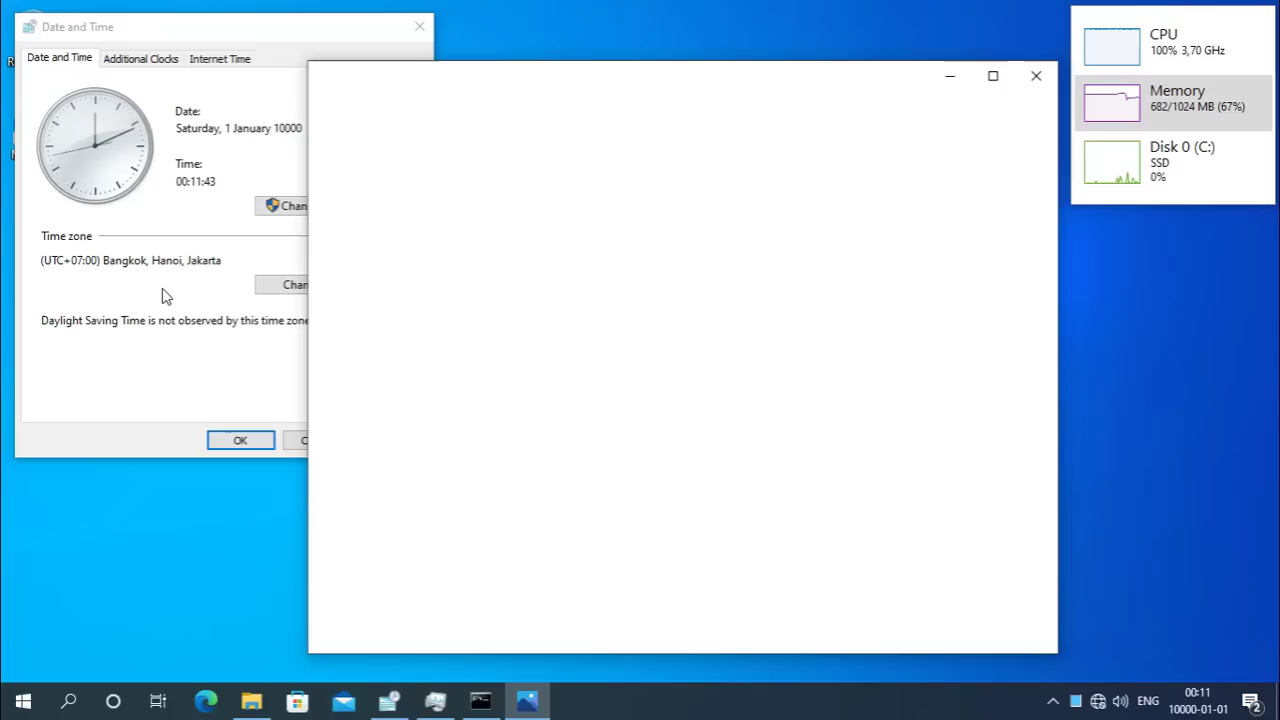 Date and Time
Date and Time
Additional Clocks
Internet Time
Date:
Saturday, 1 January 10000
Time:
00:11:43
Chan
Time zone
(UTC+07:00) Bangkok, Hanoi, Jakarta
Chan
Daylight Saving Time is not observed by this time zone
OK
C
CPU
100% 3,70 GHz
Memory
682/1024 MB (67%)
Disk 0 (C:)
SSD
0%
ENG
00:11
10000-01-01
2